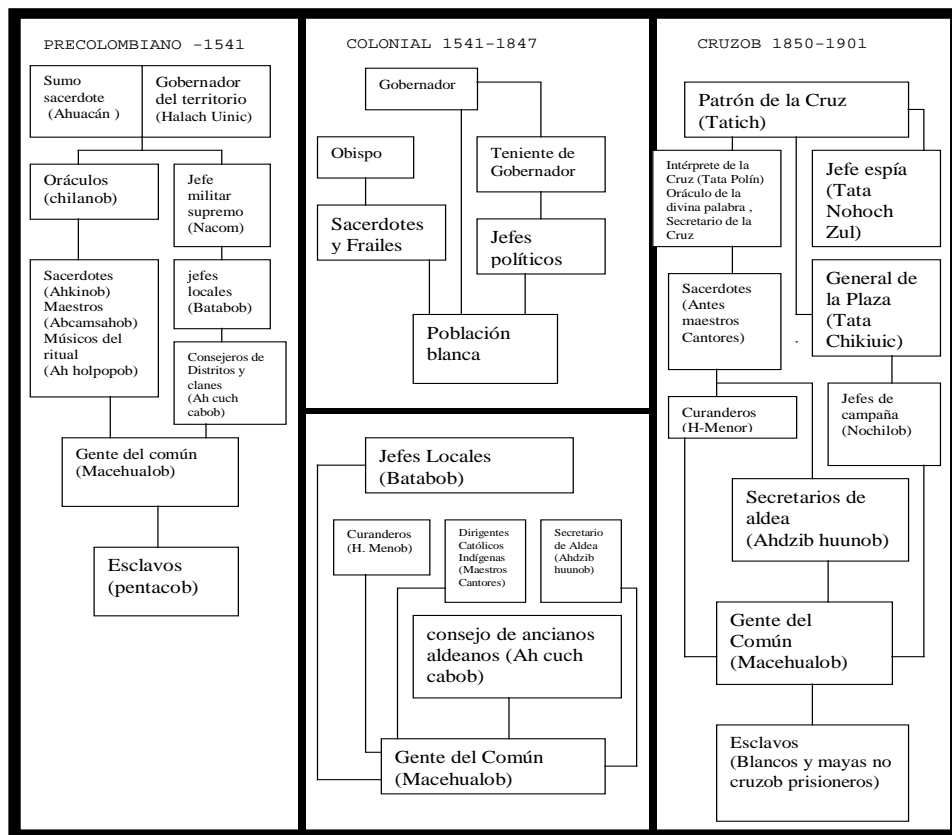 PRECOLOMBIANO -1541
Sumo
sacerdote
(Ahuacán )
Gobernador
del territorio
(Halach Uinic)
Oráculos
(chilanob)
Jefe
militar
supremo
(Nacom)
Sacerdotes
(Ahkinob)
Maestros
(Abcamsahob)
Músicos del
ritual
(Ah holpopob)
jefes
locales
(Batabob)
Consejeros de
Distritos y
clanes
(Ah cuch
cabob)
Gente del común
(Macehualob)
Esclavos
(pentacob)
COLONIAL 1541-1847
Gobernador
Obispo
Teniente de
Gobernador
Sacerdotes
y Frailes
Jefes
políticos
Población
blanca
Jefes Locales
(Batabob)
Curanderos
(H. Menob)
Dirigentes
Católicos
Indígenas
(Maestros
Cantores)
Secretario
de Aldea
(Ahdzib
huunob)
consejo de ancianos
aldeanos (Ah cuch
cabob)
Gente del Común
(Macehualob)
CRUZOB 1850-1901
Patrón de la Cruz
(Tatich)
Intérprete de la
Cruz (Tata Polín)
Oráculo de la
divina palabra ,
Secretario de la
Cruz
Jefe espía
(Tata
Nohoch
Zul)
Sacerdotes
(Antes
maestros
Cantores)
General de
la Plaza
(Tata
Chikiuic)
Curanderos
(H-Menor)
Jefes de
campaña
(Nochilob)
Secretarios de
aldea
(Ahdzib huunob)
Gente del
Común
(Macehualob)
Esclavos
(Blancos y mayas no
cruzob prisioneros)